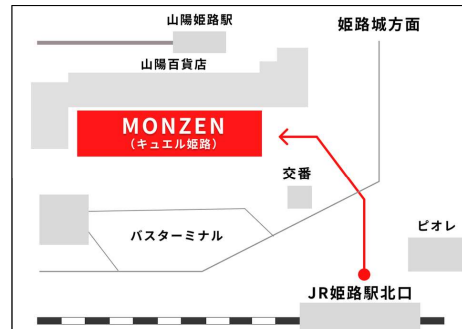 山陽姫路駅
姫路城方面
山陽百貨店
MONZEN
（キュエル姫路）
交番
バスターミナル
ピオレ
JR姫路駅北口